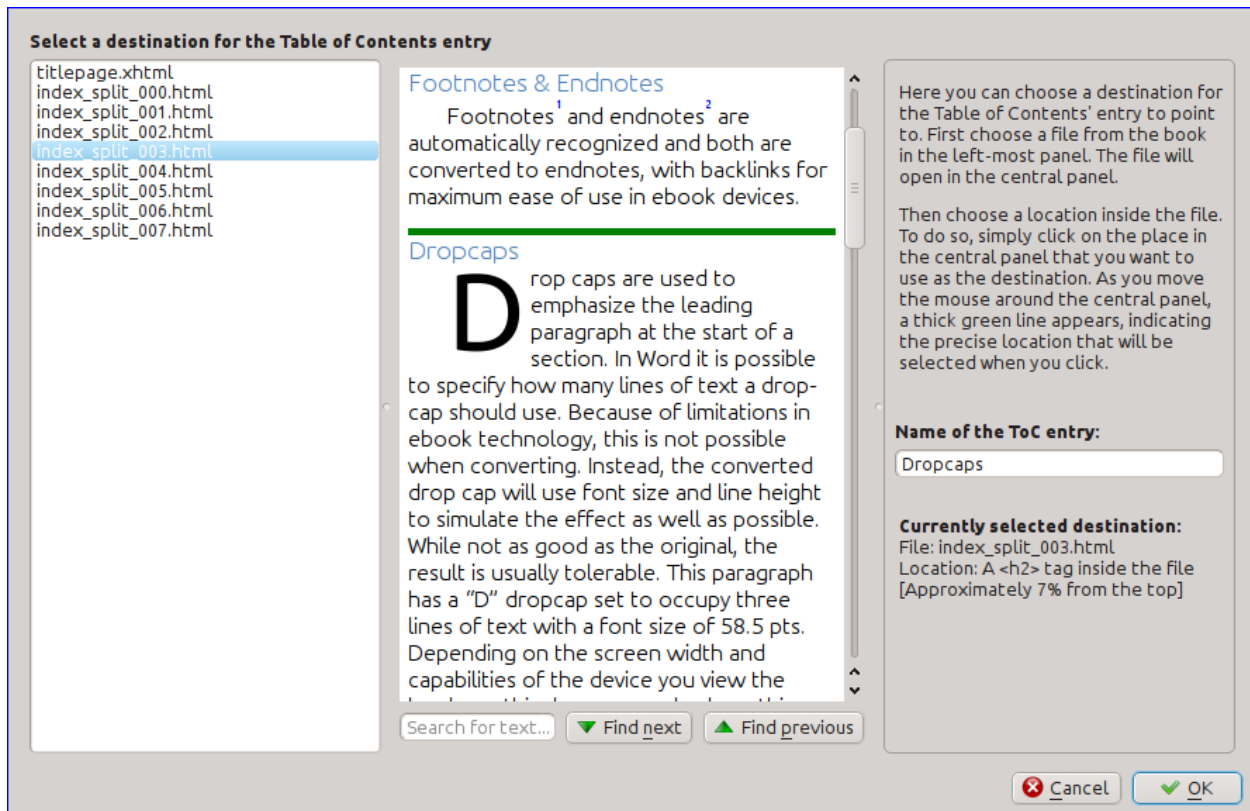 Select a destination for the Table of Contents entry
titlepage.xhtml
index_split_000.html
index_split_001.html
index_split_002.html
index_split_003.html
index_split_004.html
index_split_005.html
index_split_006.html
index_split_007.html
Footnotes & Endnotes
Footnotes1 and endnotes2 are
automatically recognized and both are
converted to endnotes, with backlinks for
maximum ease of use in ebook devices.
Dropcaps
Drop caps are used to
emphasize the leading
paragraph at the start of a
section. In Word it is possible
to specify how many lines of text a drop-
cap should use. Because of limitations in
ebook technology, this is not possible
when converting. Instead, the converted
drop cap will use font size and line height
to simulate the effect as well as possible.
While not as good as the original, the
result is usually tolerable. This paragraph
has a “D” dropcap set to occupy three
lines of text with a font size of 58.5 pts.
Depending on the screen width and
capabilities of the device you view the
Search for text...
Find next
Find previous
Here you can choose a destination for
the Table of Contents' entry to point
to. First choose a file from the book
in the left-most panel. The file will
open in the central panel.
Then choose a location inside the file.
To do so, simply click on the place in
the central panel that you want to
use as the destination. As you move
the mouse around the central panel,
a thick green line appears, indicating
the precise location that will be
selected when you click.
Name of the ToC entry:
Dropcaps
Currently selected destination:
File: index_split_003.html
Location: A <h2> tag inside the file
[Approximately 7% from the top]
Cancel
OK